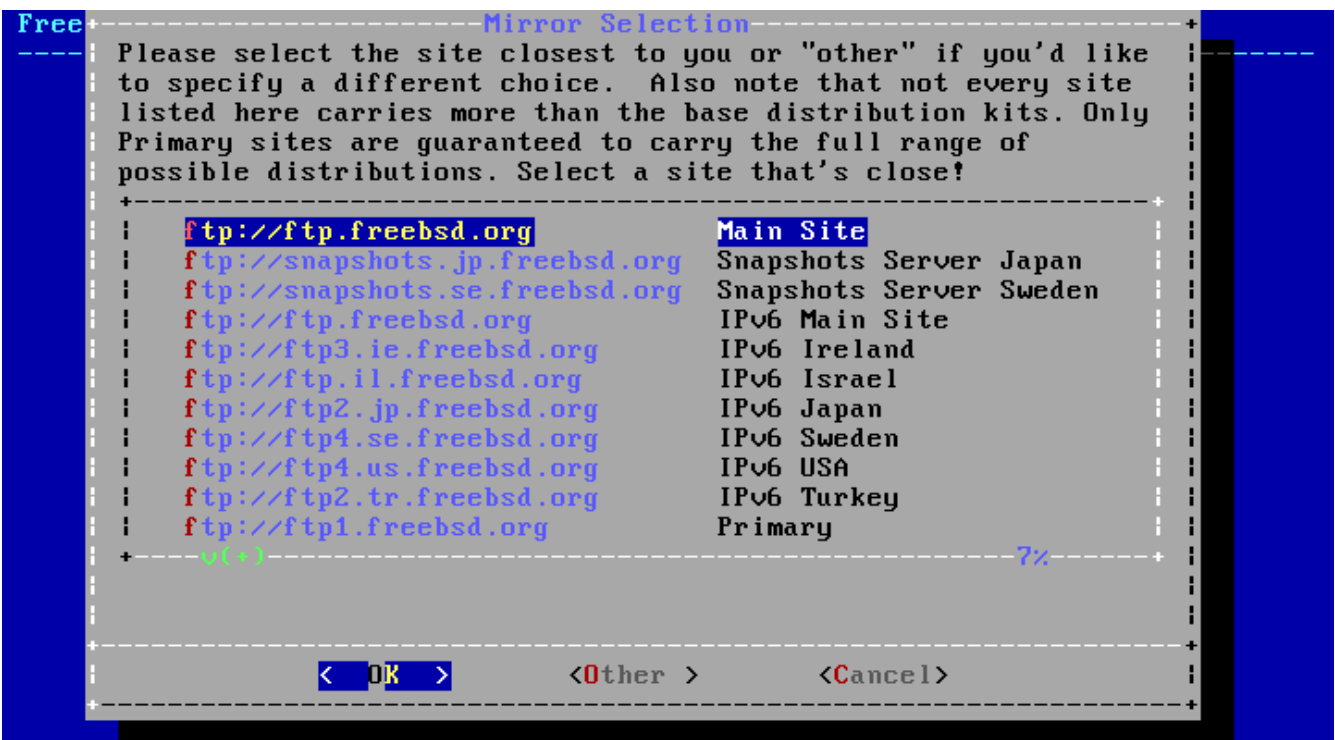 Free
Mirror Selection
Please select the site closest to you or "other" if you'd like
to specify a different choice.  Also note that not every site
listed here carries more than the base distribution kits. Only
Primary sites are guaranteed to carry the full range of
possible distributions. Select a site that's close!
ftp://ftp.freebsd.org Main Site
ftp://snapshots.jp.freebsd.org Snapshots Server Japan
ftp://snapshots.se.freebsd.org Snapshots Server Sweden
ftp://ftp.freebsd.org IPv6 Main Site
ftp://ftp3.ie.freebsd.org IPv6 Ireland
ftp://ftp.il.freebsd.org IPv6 Israel
ftp://ftp2.jp.freebsd.org IPv6 Japan
ftp://ftp4.se.freebsd.org IPv6 Sweden
ftp://ftp4.us.freebsd.org IPv6 USA
ftp://ftp2.tr.freebsd.org IPv6 Turkey
ftp://ftp1.freebsd.org Primary
v(+) 7%
< OK > <Other > <Cancel>